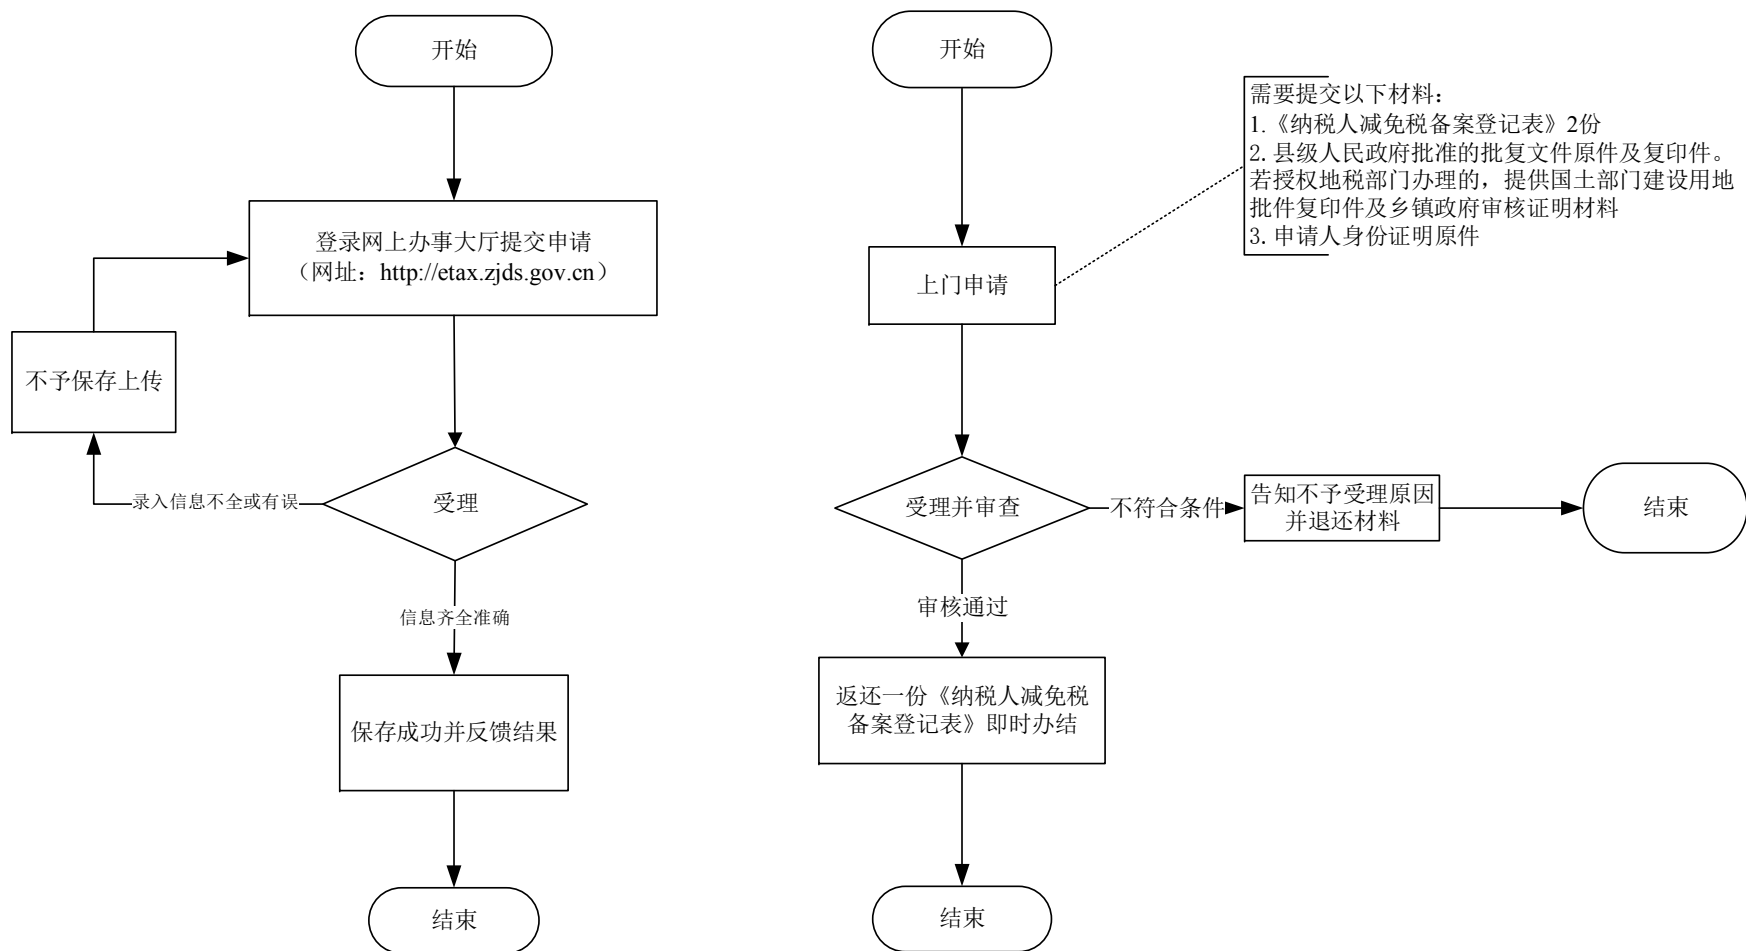 开始
登录网上办事大厅提交申请
（网址：http://etax.zjds.gov.cn）
不予保存上传
录入信息不全或有误
受理
信息齐全准确
保存成功并反馈结果
结束
开始
需要提交以下材料：
1.《纳税人减免税备案登记表》2份
2. 县级人民政府批准的批复文件原件及复印件。
若授权地税部门办理的，提供国土部门建设用地
批件复印件及乡镇政府审核证明材料
3. 申请人身份证明原件
上门申请
受理并审查
不符合条件
告知不予受理原因
并退还材料
结束
审核通过
返还一份《纳税人减免税
备案登记表》即时办结
结束